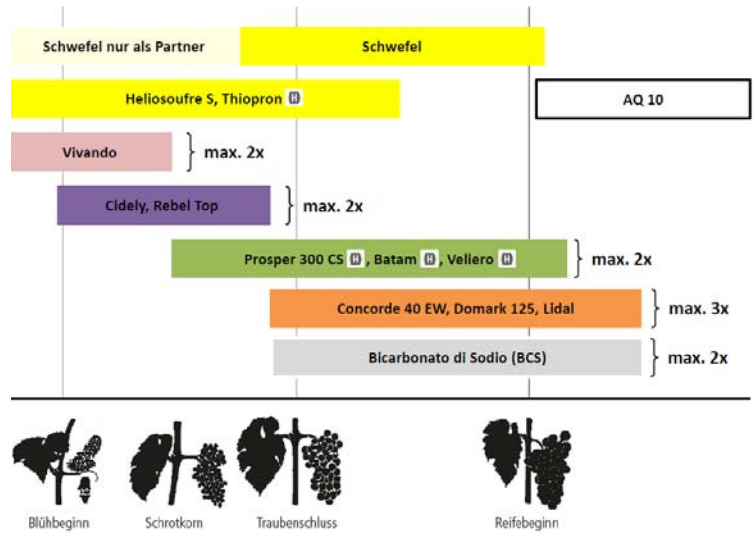 Schwefel nur als Partner
Schwefel
Heliosoufre S, Thiopron H
AQ 10
Vivando
max. 2x
Cidely, Rebel Top
max. 2x
Prosper 300 CS H, Batam H, Veliero H
max. 2x
Concorde 40 EW, Domark 125, Lidal
max. 3x
Bicarbonato di Sodio (BCS)
max. 2x
Blühbeginn
Schrotkorn
Traubenschluss
Reifebeginn